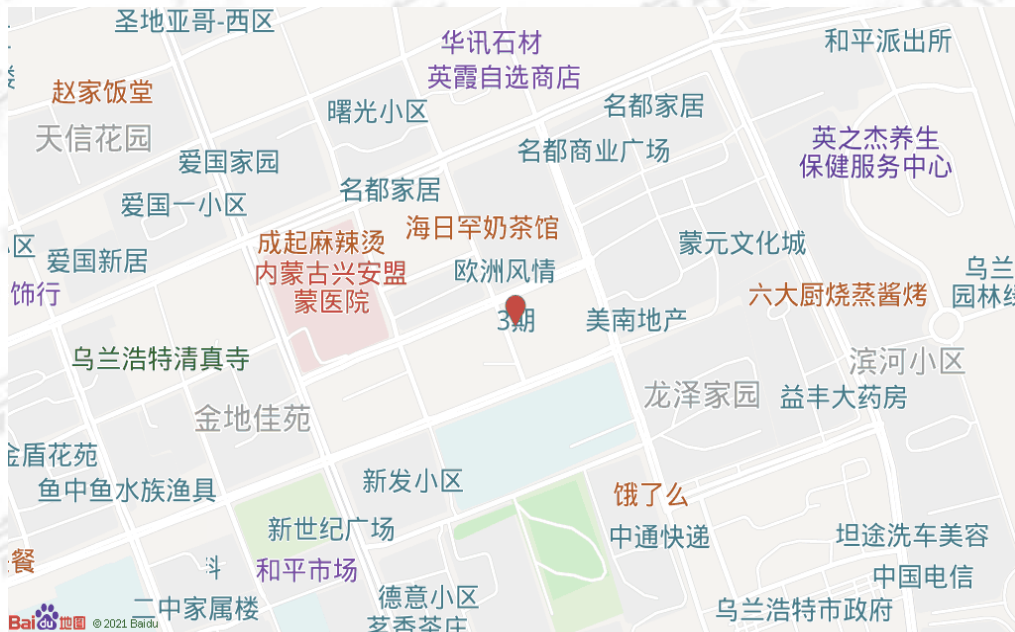 圣地亚哥-西区
华讯石材
和平派出所
英霞自选商店
楼
赵家饭堂
曙光小区
名都家居
天信花园
英之杰养生
保健服务中心
爱国家园
名都商业广场
名都家居
爱国一小区
海日罕奶茶馆
成起麻辣烫
蒙元文化城
小区
爱国新居
内蒙古兴安盟
蒙医院
欧洲风情
乌兰
饰行
六大厨烧蒸酱烤
园林绿
3期
美南地产
乌兰浩特清真寺
滨河小区
龙泽家园
益丰大药房
金地佳苑
金盾花苑
新发小区
鱼中鱼水族渔具
饿了么
新世纪广场
中通快递
坦途洗车美容
餐
和平市场
中国电信
德意小区
二中家属楼
乌兰浩特市政府
茗香茶庄
Baidu地图 © 2021 Baidu